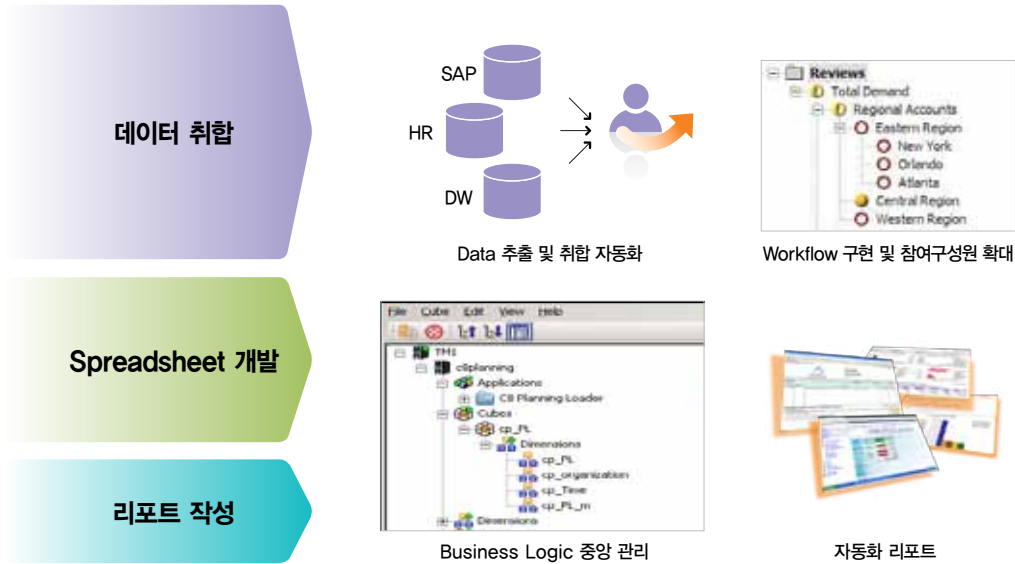 데이터 취합
SAP
HR
DW
Data 추출 및 취합 자동화
Reviews
Total Demand
Regional Accounts
Eastern Region
New York
Orlando
Atlanta
Central Region
Western Region
Workflow 구현 및 참여구성원 확대
Spreadsheet 개발
File Cube Edit View Help
TM1
c8planning
Applications
C8 Planning Loader
Cubes
cp_PL
Dimensions
cp_PL
cp_organization
cp_Time
cp_PL_m
Dimensions
Business Logic 중앙 관리
리포트 작성
자동화 리포트